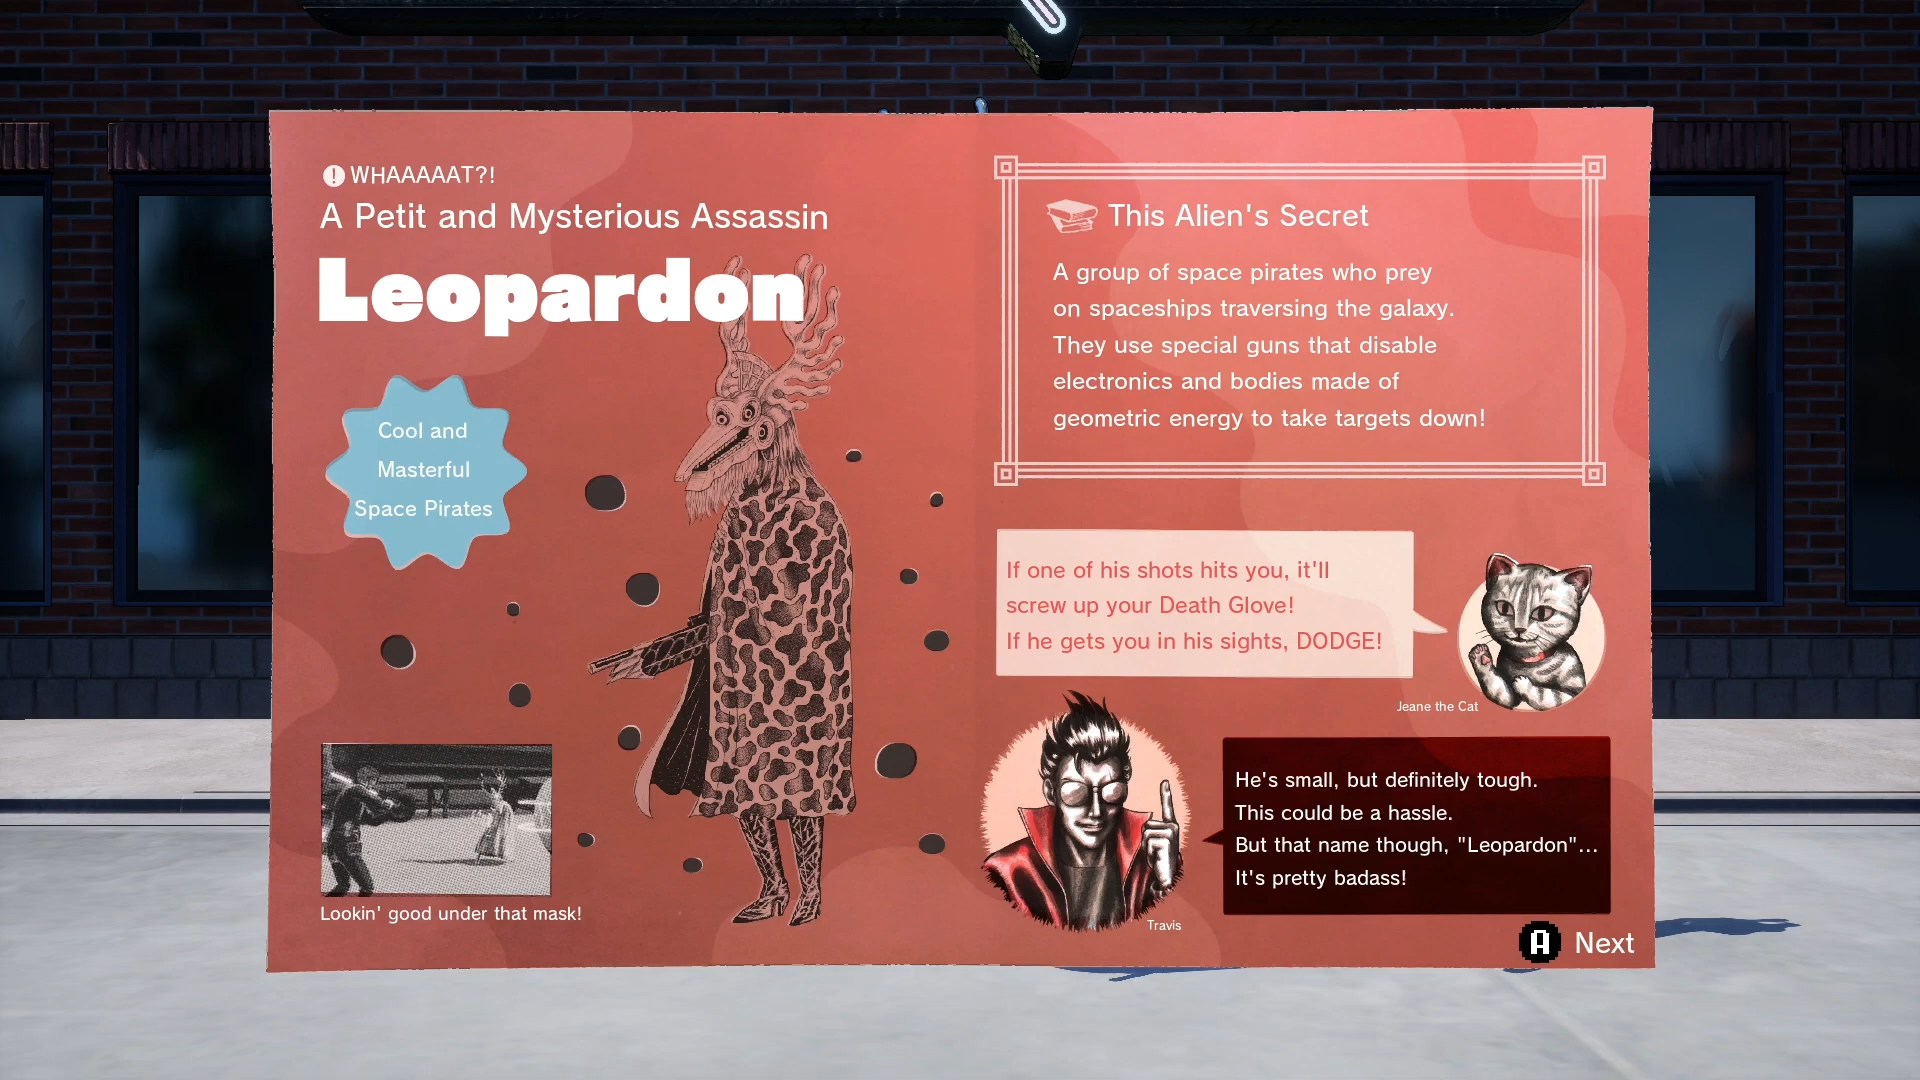 WHAAAAAT?!
A Petit and Mysterious Assassin
Leopardon
Cool and
Masterful
Space Pirates
Lookin' good under that mask!
This Alien's Secret
A group of space pirates who prey
on spaceships traversing the galaxy.
They use special guns that disable
electronics and bodies made of
geometric energy to take targets down!
If one of his shots hits you, it'll
screw up your Death Glove!
If he gets you in his sights, DODGE!
Jeane the Cat
He's small, but definitely tough.
This could be a hassle.
But that name though, "Leopardon"...
It's pretty badass!
Travis
A Next